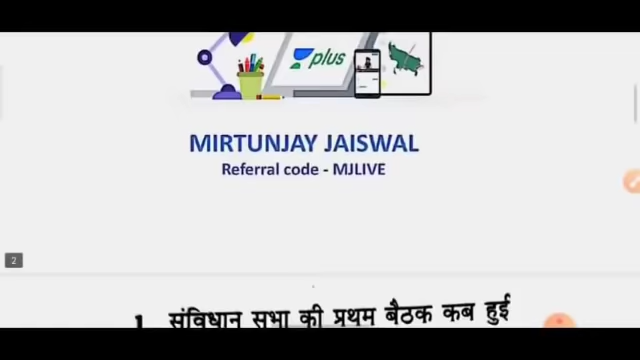 plus
MIRTUNJAY JAISWAL
Referral code - MJLIVE
2
1. संविधान सभा की प्रथम बैठक कब हुई